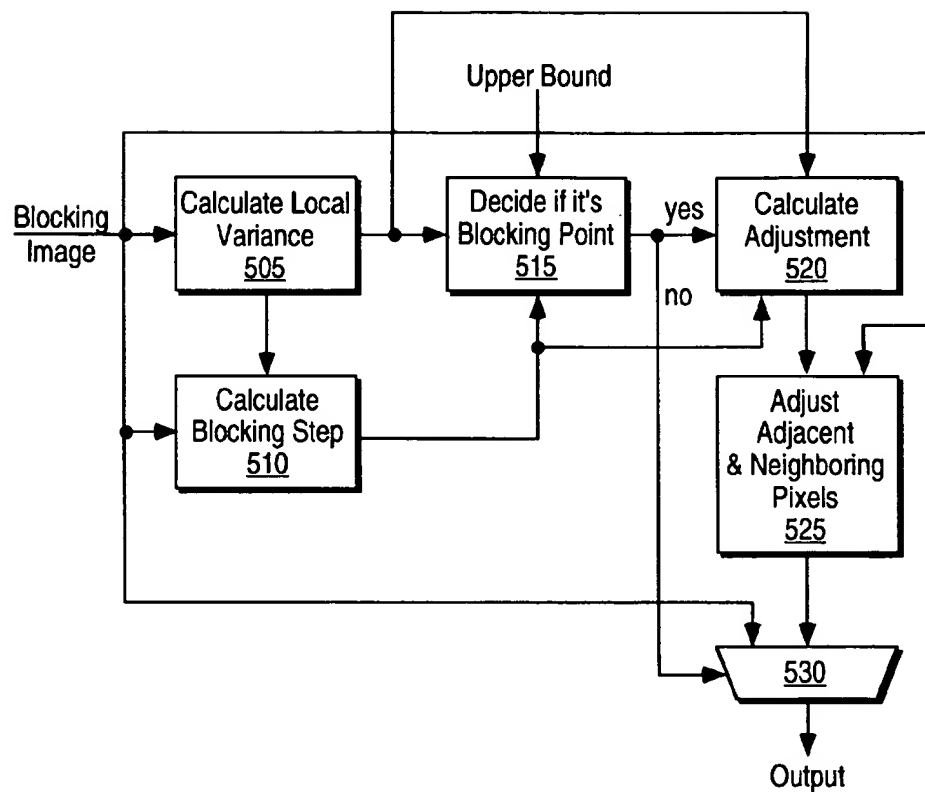 Upper Bound
Blocking
Image
Calculate Local
Variance
505
Decide if it's
Blocking Point
515
yes
no
Calculate
Adjustment
520
Calculate
Blocking Step
510
Adjust
Adjacent
& Neighboring
Pixels
525
530
Output